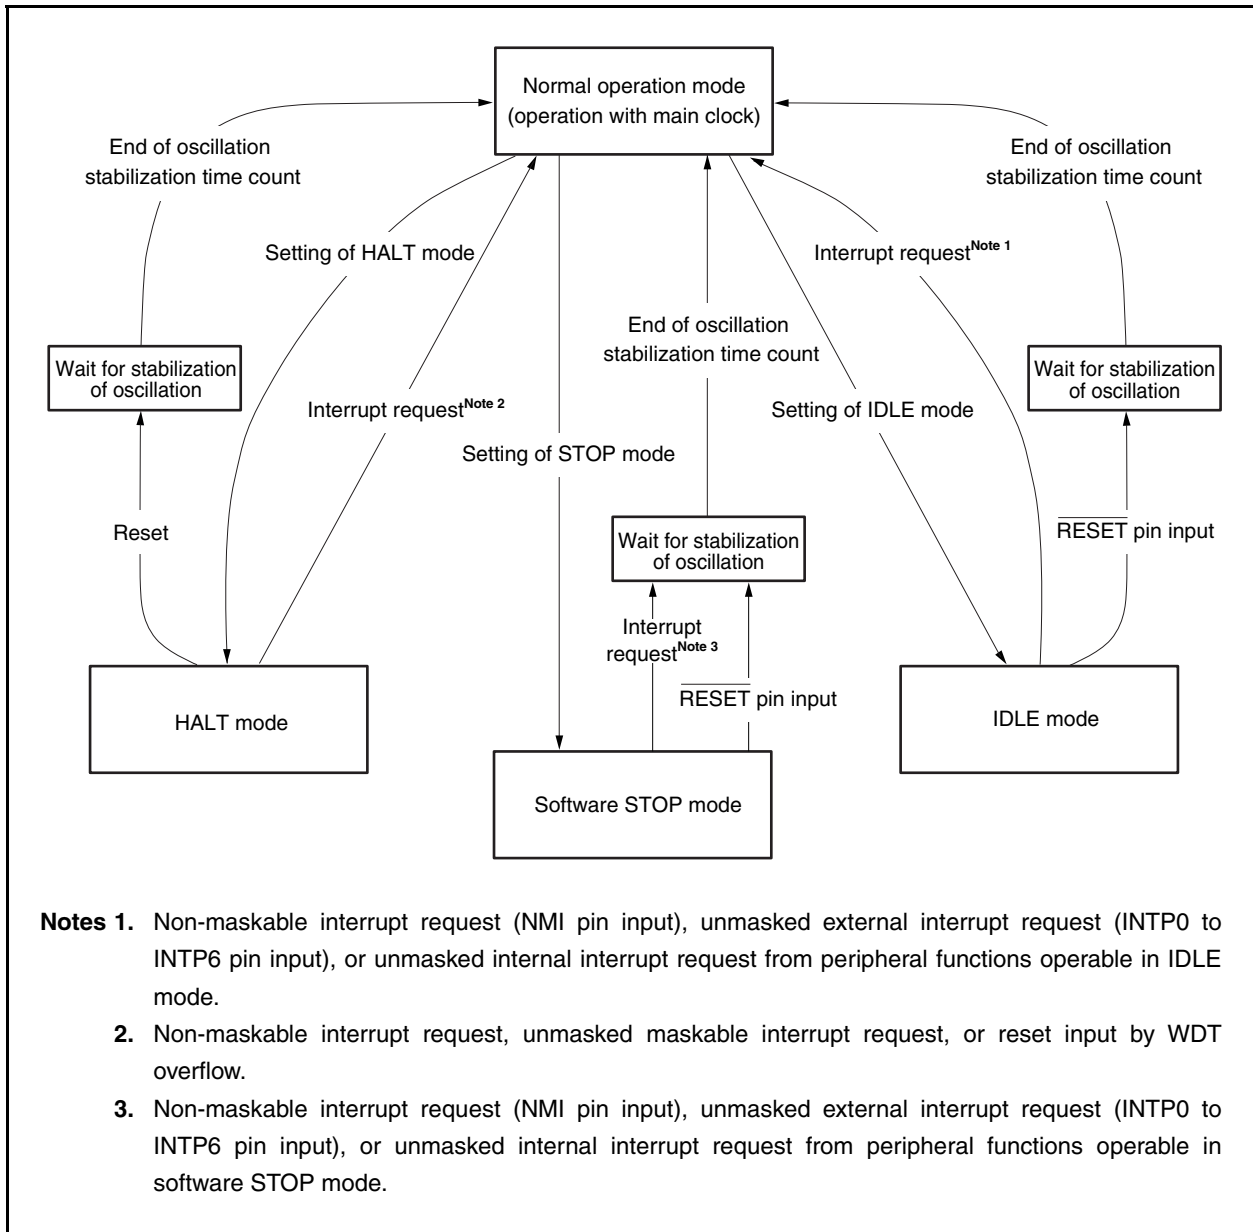 Normal operation mode
(operation with main clock)
End of oscillation
stabilization time count
End of oscillation
stabilization time count
Setting of HALT mode
Interrupt requestNote 1
End of oscillation
stabilization time count
Wait for stabilization
of oscillation
Wait for stabilization
of oscillation
Interrupt requestNote 2
Setting of IDLE mode
Setting of STOP mode
Reset
Wait for stabilization
of oscillation
RESET pin input
Interrupt
requestNote 3
RESET pin input
HALT mode
IDLE mode
Software STOP mode
Notes 1. Non-maskable interrupt request (NMI pin input), unmasked external interrupt request (INTP0 to
INTP6 pin input), or unmasked internal interrupt request from peripheral functions operable in IDLE
mode.
2. Non-maskable interrupt request, unmasked maskable interrupt request, or reset input by WDT
overflow.
3. Non-maskable interrupt request (NMI pin input), unmasked external interrupt request (INTP0 to
INTP6 pin input), or unmasked internal interrupt request from peripheral functions operable in
software STOP mode.